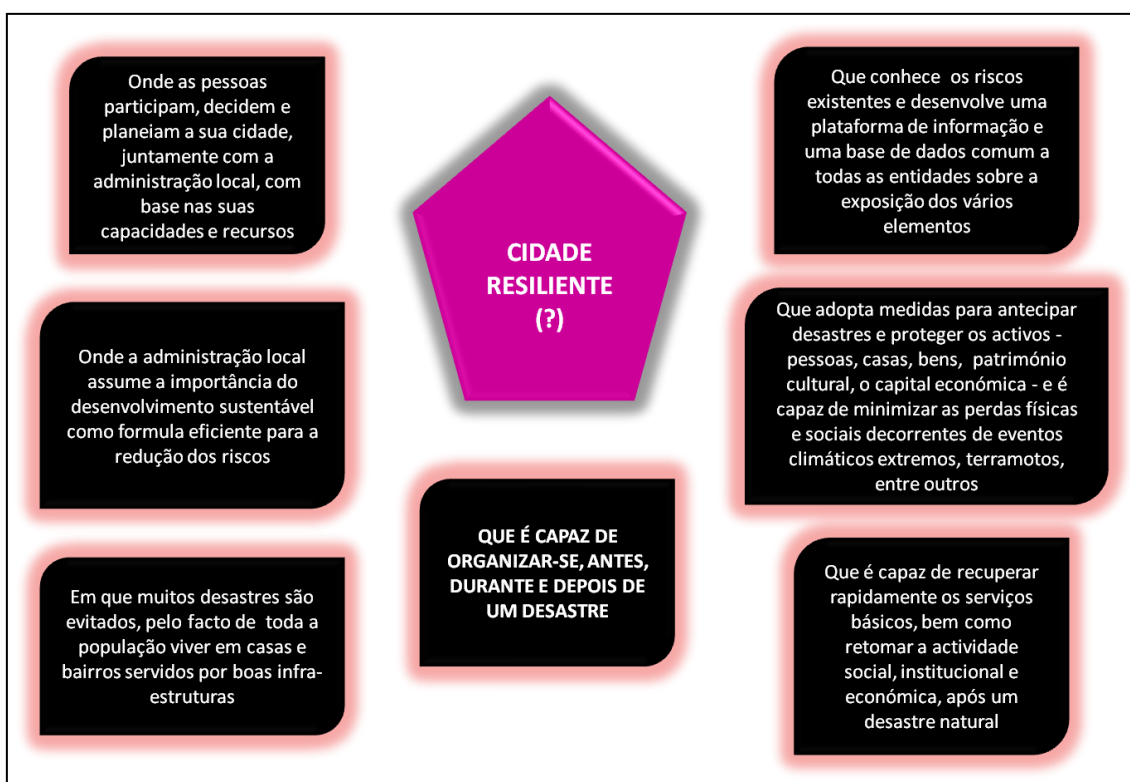 Onde as pessoas
participam, decidem e
planeiam a sua cidade,
juntamente com a
administração local, com
base nas suas
capacidades e recursos
Onde a administração local
assume a importância do
desenvolvimento sustentável
como formula eficiente para a
redução dos riscos
Em que muitos desastres são
evitados, pelo facto de toda a
população viver em casas e
bairros servidos por boas infra-
estruturas
CIDADE
RESILIENTE
(?)
QUE É CAPAZ DE
ORGANIZAR-SE, ANTES,
DURANTE E DEPOIS DE
UM DESASTRE
Que conhece os riscos
existentes e desenvolve uma
plataforma de informação e
uma base de dados comum a
todas as entidades sobre a
exposição dos vários
elementos
Que adopta medidas para antecipar
desastres e proteger os activos -
pessoas, casas, bens, património
cultural, o capital económica - e é
capaz de minimizar as perdas físicas
e sociais decorrentes de eventos
climáticos extremos, terramotos,
entre outros
Que é capaz de recuperar
rapidamente os serviços
básicos, bem como
retomar a actividade
social, institucional e
económica, após um
desastre natural